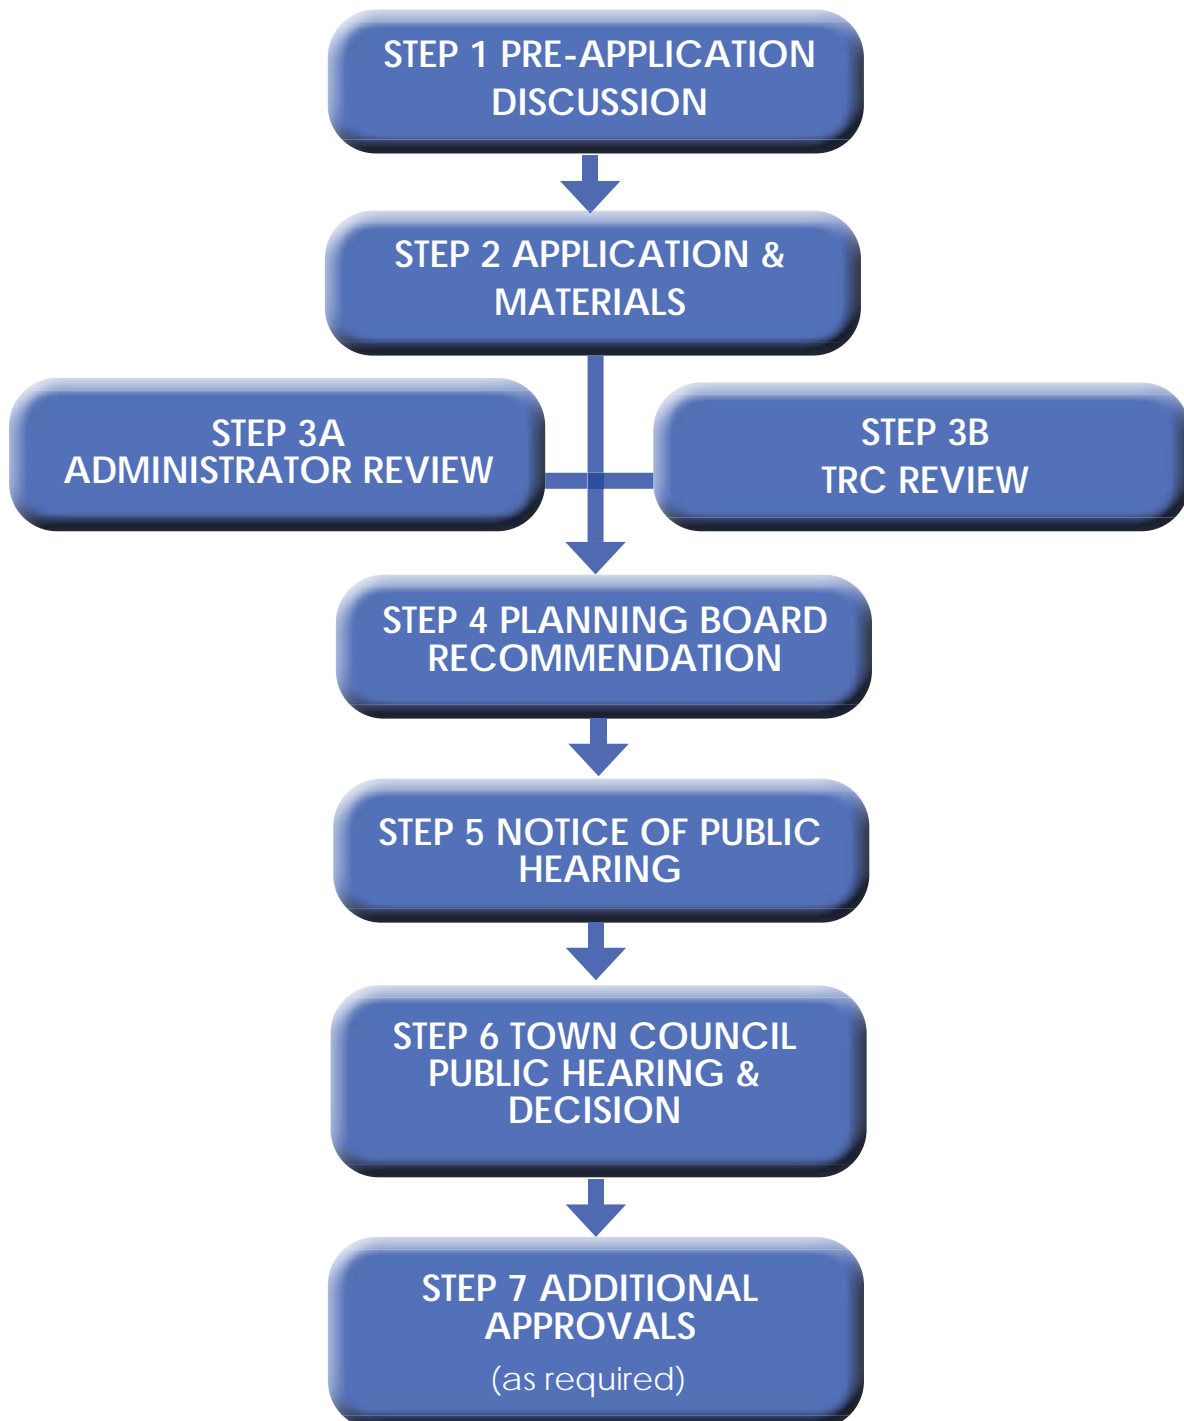 STEP 1 PRE-APPLICATION
DISCUSSION
STEP 2 APPLICATION &
MATERIALS
STEP 3A
ADMINISTRATOR REVIEW
STEP 3B
TRC REVIEW
STEP 4 PLANNING BOARD
RECOMMENDATION
STEP 5 NOTICE OF PUBLIC
HEARING
STEP 6 TOWN COUNCIL
PUBLIC HEARING &
DECISION
STEP 7 ADDITIONAL
APPROVALS
(as required)